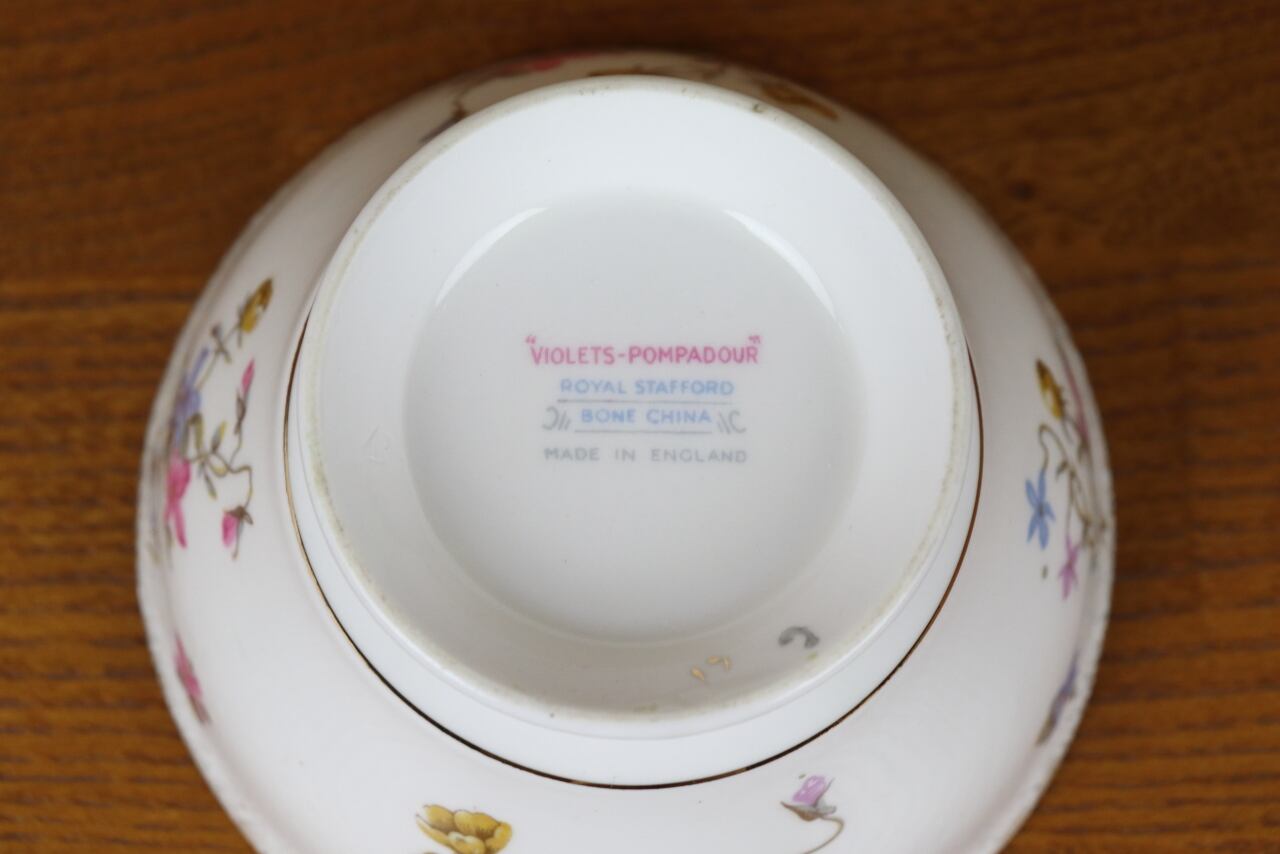 "VIOLETS-POMPADOUR"
ROYAL STAFFORD
BONE CHINA
MADE IN ENGLAND